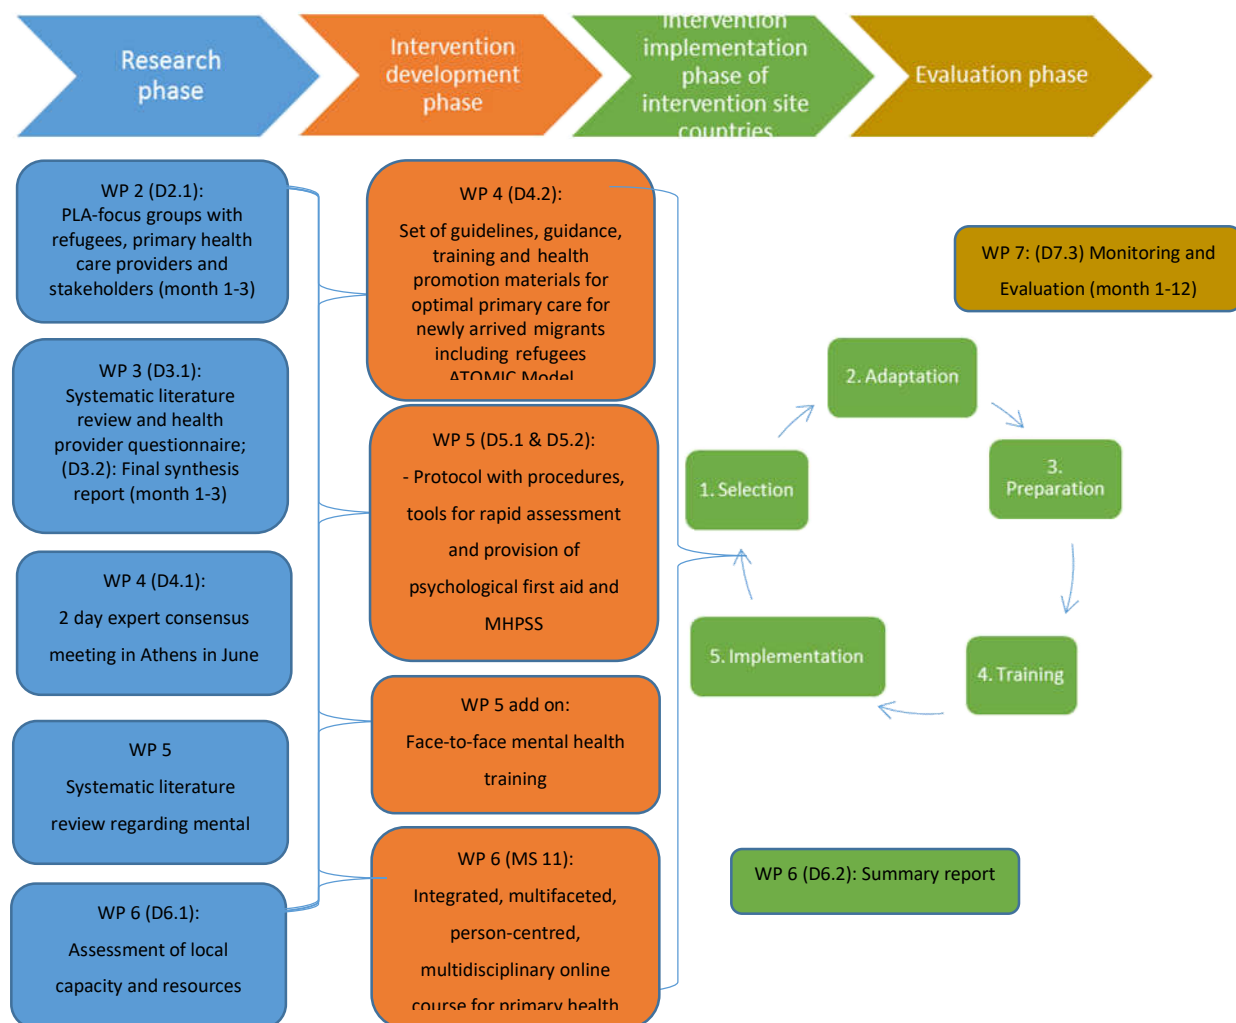 Research
phase
Intervention
development
phase
Intervention
implementation
phase of
intervention site
countries
Evaluation phase
WP 2 (D2.1):
PLA-focus groups with
refugees, primary health
care providers and
stakeholders (month 1-3)
WP 3 (D3.1):
Systematic literature
review and health
provider questionnaire;
(D3.2): Final synthesis
report (month 1-3)
WP 4 (D4.1):
2 day expert consensus
meeting in Athens in June
WP 5
Systematic literature
review regarding mental
WP 6 (D6.1):
Assessment of local
capacity and resources
WP 4 (D4.2):
Set of guidelines, guidance,
training and health
promotion materials for
optimal primary care for
newly arrived migrants
including refugees
ATOMIC Model
WP 5 (D5.1 & D5.2):
- Protocol with procedures,
tools for rapid assessment
and provision of
psychological first aid and
MHPSS
WP 5 add on:
Face-to-face mental health
training
WP 6 (MS 11):
Integrated, multifaceted,
person-centred,
multidisciplinary online
course for primary health
1. Selection
2. Adaptation
3.
Preparation
4. Training
5. Implementation
WP 6 (D6.2): Summary report
WP 7: (D7.3) Monitoring and
Evaluation (month 1-12)